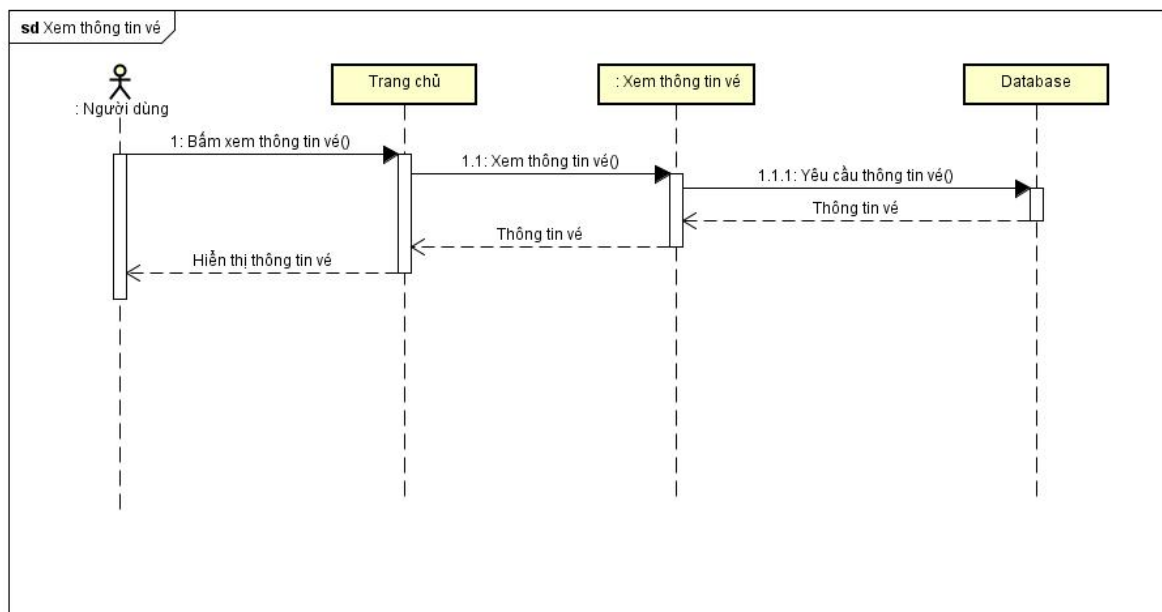 sd Xem thông tin vé
: Người dùng
Trang chủ
: Xem thông tin vé
Database
1: Bấm xem thông tin vé()
1.1: Xem thông tin vé()
1.1.1: Yêu cầu thông tin vé()
Thông tin vé
Thông tin vé
Hiển thị thông tin vé